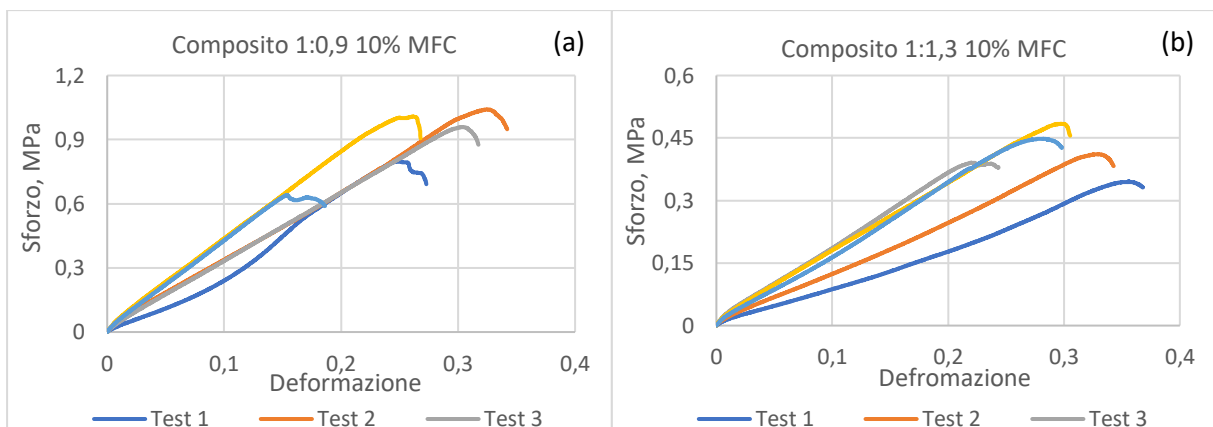 Composito 1:0,9 10% MFC
(a)
Sforzo, MPa
1,2
0,9
0,6
0,3
0
0
0,1
0,2
0,3
0,4
Deformazione
Test 1
Test 2
Test 3
Composito 1:1,3 10% MFC
(b)
Sforzo, MPa
0,6
0,45
0,3
0,15
0
0
0,1
0,2
0,3
0,4
Defromazione
Test 1
Test 2
Test 3